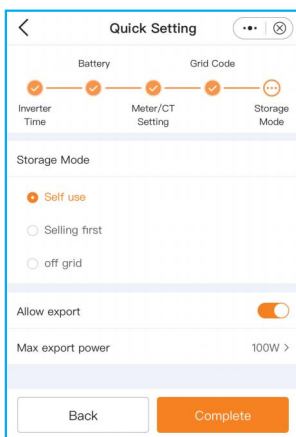 Quick Setting
Battery
Grid Code
Inverter
Time
Meter/CT
Setting
Storage
Mode
Storage Mode
Self use
Selling first
off grid
Allow export
Max export power
100W >
Back
Complete